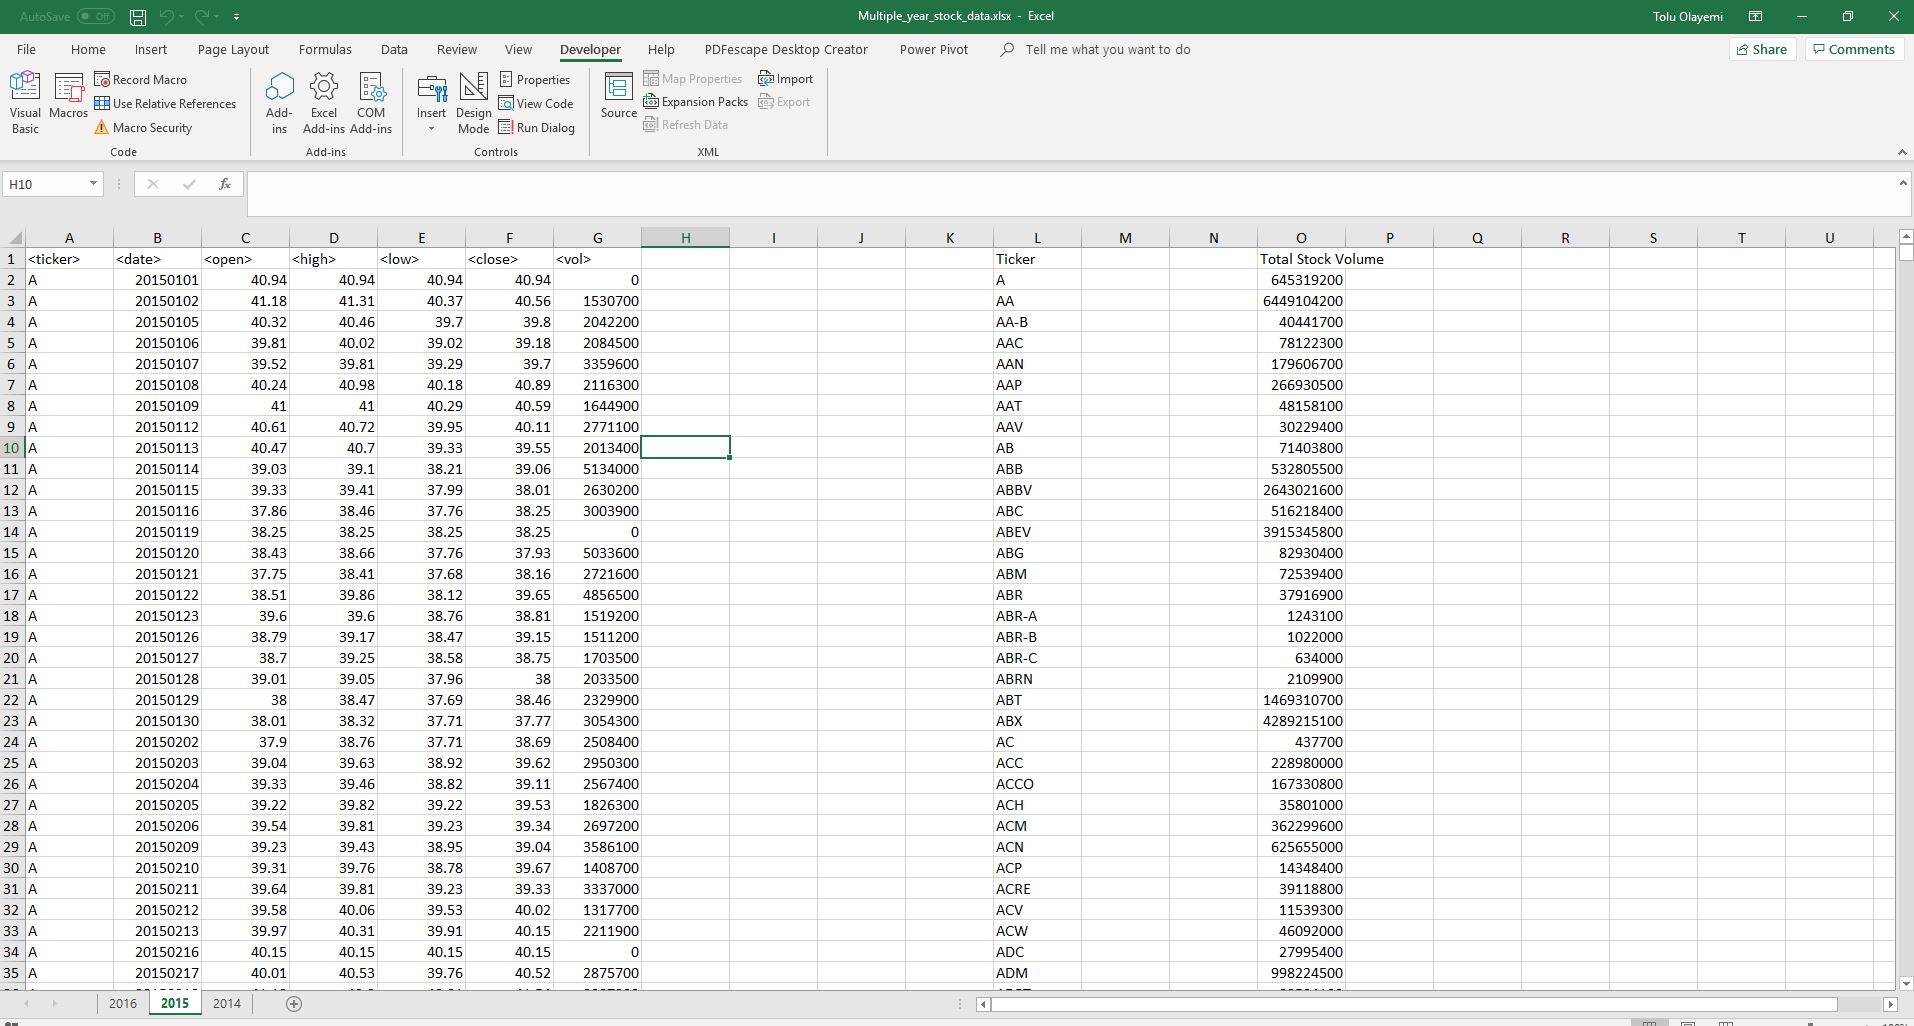 AutoSave Off Multiple_year_stock_data.xlsx - Excel Tolu Olayemi
File Home Insert Page Layout Formulas Data Review View Developer Help PDFescape Desktop Creator Power Pivot Tell me what you want to do Share Comments
Visual Basic Macros Record Macro
Use Relative References
Macro Security
Code
Add-ins Excel Add-ins COM Add-ins
Add-ins
Insert Design Mode Properties
View Code
Run Dialog
Controls
Source Map Properties Import
Expansion Packs Export
Refresh Data
XML
H10 fx
A B C D E F G H I J K L M N O P Q R S T U
1 <ticker> <date> <open> <high> <low> <close> <vol> Ticker Total Stock Volume
2 A 20150101 40.94 40.94 40.94 40.94 0 A 645319200
3 A 20150102 41.18 41.31 40.37 40.56 1530700 AA 6449104200
4 A 20150105 40.32 40.46 39.7 39.8 2042200 AA-B 40441700
5 A 20150106 39.81 40.02 39.02 39.18 2084500 AAC 78122300
6 A 20150107 39.52 39.81 39.29 39.7 3359600 AAN 179606700
7 A 20150108 40.24 40.98 40.18 40.89 2116300 AAP 266930500
8 A 20150109 41 41 40.29 40.59 1644900 AAT 48158100
9 A 20150112 40.61 40.72 39.95 40.11 2771100 AAV 30229400
10 A 20150113 40.47 40.7 39.33 39.55 2013400 AB 71403800
11 A 20150114 39.03 39.1 38.21 39.06 5134000 ABB 532805500
12 A 20150115 39.33 39.41 37.99 38.01 2630200 ABBV 2643021600
13 A 20150116 37.86 38.46 37.76 38.25 3003900 ABC 516218400
14 A 20150119 38.25 38.25 38.25 38.25 0 ABEV 3915345800
15 A 20150120 38.43 38.66 37.76 37.93 5033600 ABG 82930400
16 A 20150121 37.75 38.41 37.68 38.16 2721600 ABM 72539400
17 A 20150122 38.51 39.86 38.12 39.65 4856500 ABR 37916900
18 A 20150123 39.6 39.6 38.76 38.81 1519200 ABR-A 1243100
19 A 20150126 38.79 39.17 38.47 39.15 1511200 ABR-B 1022000
20 A 20150127 38.7 39.25 38.58 38.75 1703500 ABR-C 634000
21 A 20150128 39.01 39.05 37.96 38 2033500 ABRN 2109900
22 A 20150129 38 38.47 37.69 38.46 2329900 ABT 1469310700
23 A 20150130 38.01 38.32 37.71 37.77 3054300 ABX 4289215100
24 A 20150202 37.9 38.76 37.71 38.69 2508400 AC 437700
25 A 20150203 39.04 39.63 38.92 39.62 2950300 ACC 228980000
26 A 20150204 39.33 39.46 38.82 39.11 2567400 ACCO 167330800
27 A 20150205 39.22 39.82 39.22 39.53 1826300 ACH 35801000
28 A 20150206 39.54 39.81 39.23 39.34 2697200 ACM 362299600
29 A 20150209 39.23 39.43 38.95 39.04 3586100 ACN 625655000
30 A 20150210 39.31 39.76 38.78 39.67 1408700 ACP 14348400
31 A 20150211 39.64 39.81 39.23 39.33 3337000 ACRE 39118800
32 A 20150212 39.58 40.06 39.53 40.02 1317700 ACV 11539300
33 A 20150213 39.97 40.31 39.91 40.15 2211900 ACW 46092000
34 A 20150216 40.15 40.15 40.15 40.15 0 ADC 27995400
35 A 20150217 40.01 40.53 39.76 40.52 2875700 ADM 998224500
2016 2015 2014